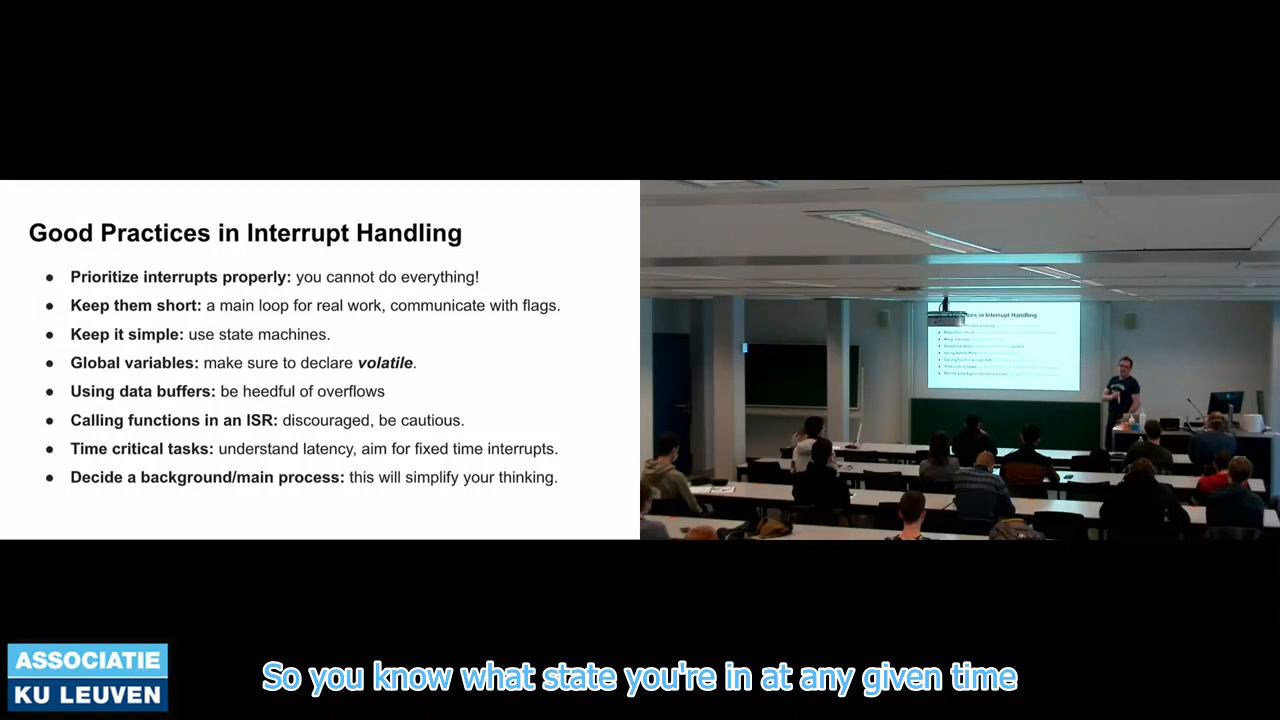 Good Practices in Interrupt Handling
● Prioritize interrupts properly: you cannot do everything!
● Keep them short: a main loop for real work, communicate with flags.
● Keep it simple: use state machines.
● Global variables: make sure to declare volatile.
● Using data buffers: be heedful of overflows
● Calling functions in an ISR: discouraged, be cautious.
● Time critical tasks: understand latency, aim for fixed time interrupts.
● Decide a background/main process: this will simplify your thinking.
in Interrupt Handling
ASSOCIATIE
KU LEUVEN
So you know what state you're in at any given time